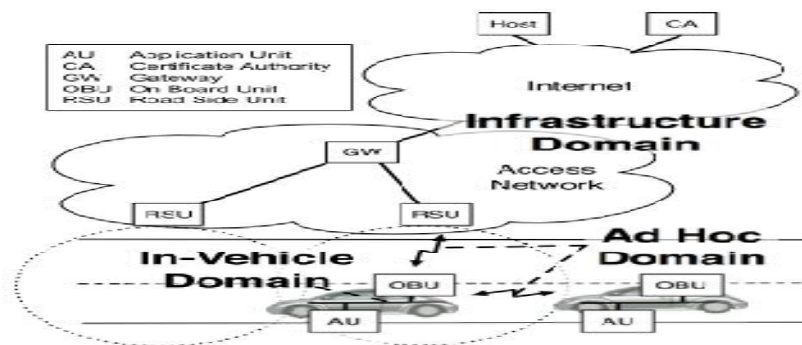 Host
CA
AU Application Unit
CA Certificate Authority
GW Gateway
OBU On Board Unit
RSU Road Side Unit
Internet
Infrastructure
Domain
GW
Access
Network
RSU
RSU
In-Vehicle
Domain
Ad Hoc
Domain
OBU
OBU
AU
AU